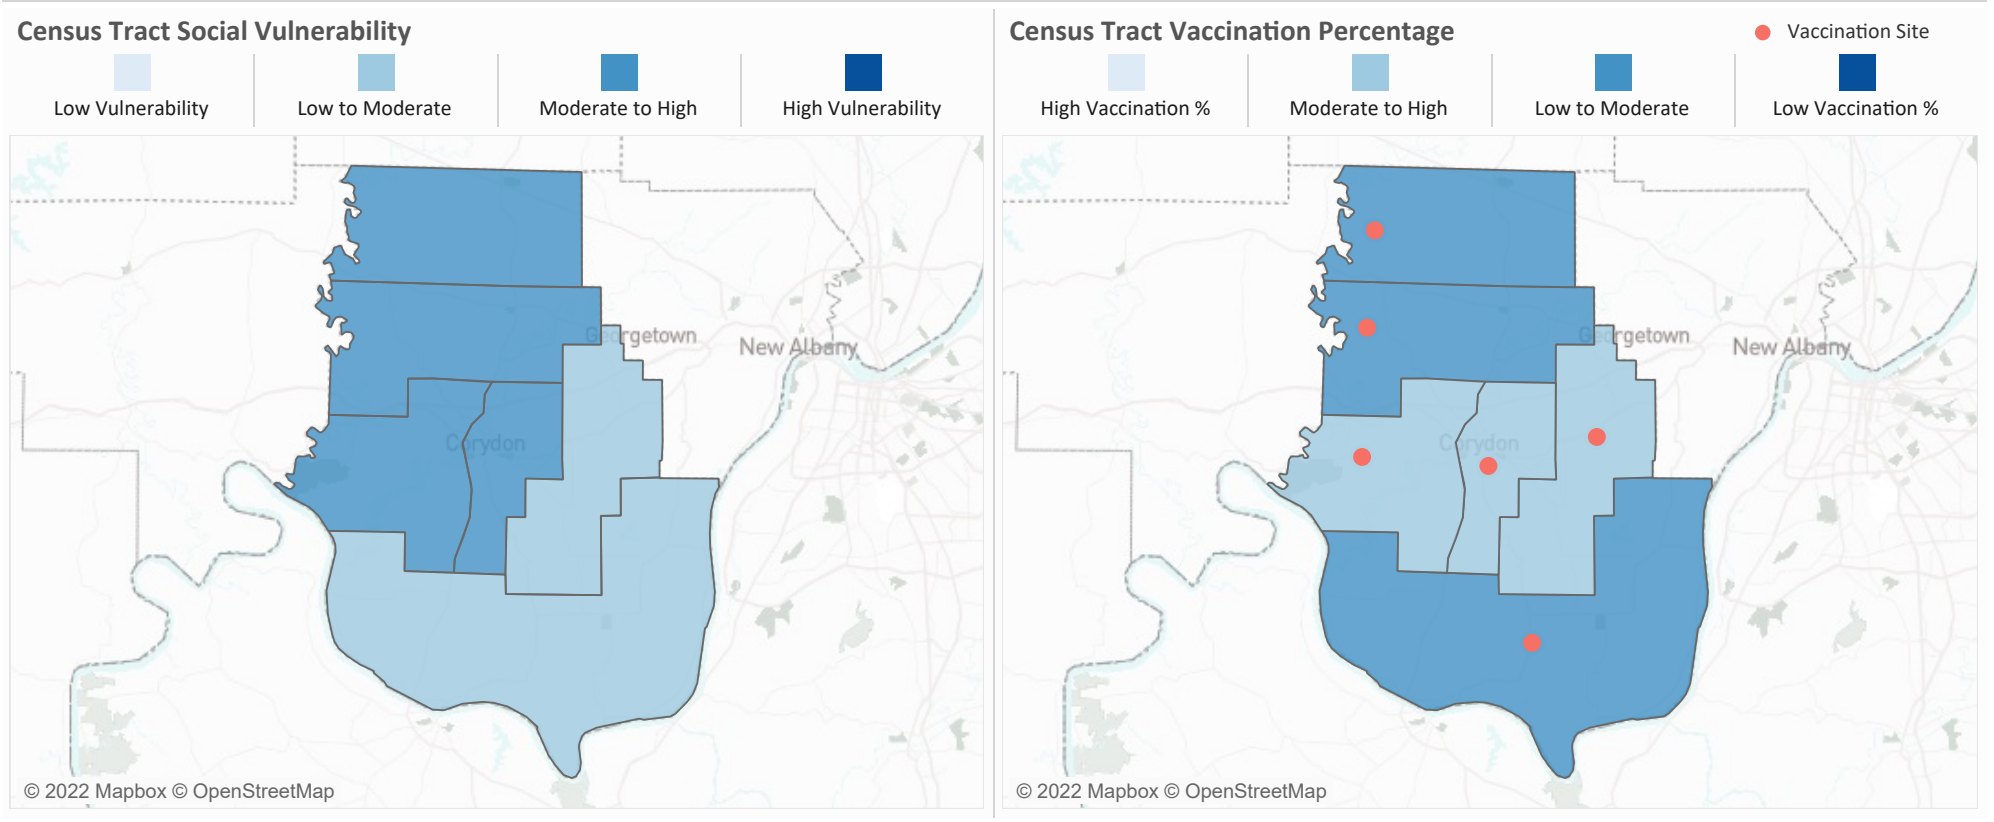 Census Tract Social Vulnerability
Low Vulnerability
Low to Moderate
Moderate to High
High Vulnerability
Georgetown
New Albany
Corydon
© 2022 Mapbox © OpenStreetMap
Census Tract Vaccination Percentage
Vaccination Site
High Vaccination %
Moderate to High
Low to Moderate
Low Vaccination %
Georgetown
New Albany
Corydon
© 2022 Mapbox © OpenStreetMap